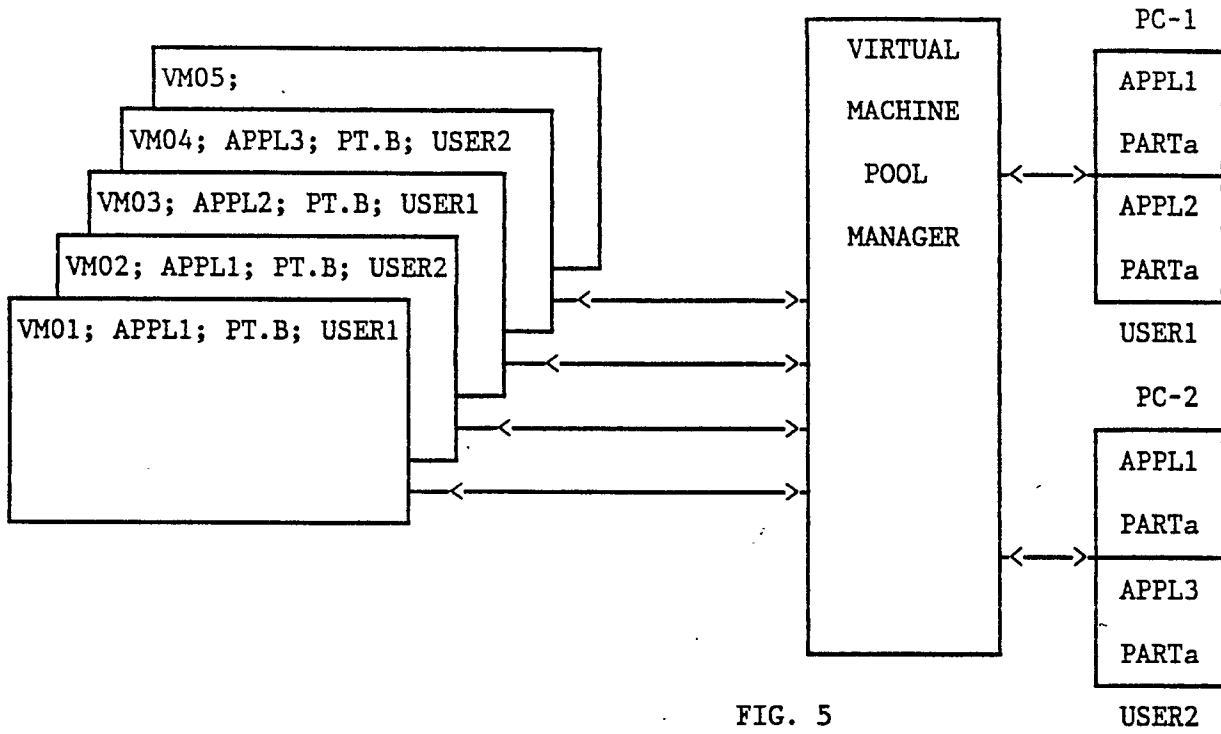 VM05;
VM04; APPL3; PT.B; USER2
VM03; APPL2; PT.B; USER1
VM02; APPL1; PT.B; USER2
VM01; APPL1; PT.B; USER1
VIRTUAL
MACHINE
POOL
MANAGER
PC-1
APPL1
PARTa
APPL2
PARTa
USER1
PC-2
APPL1
PARTa
APPL3
PARTa
USER2
FIG. 5